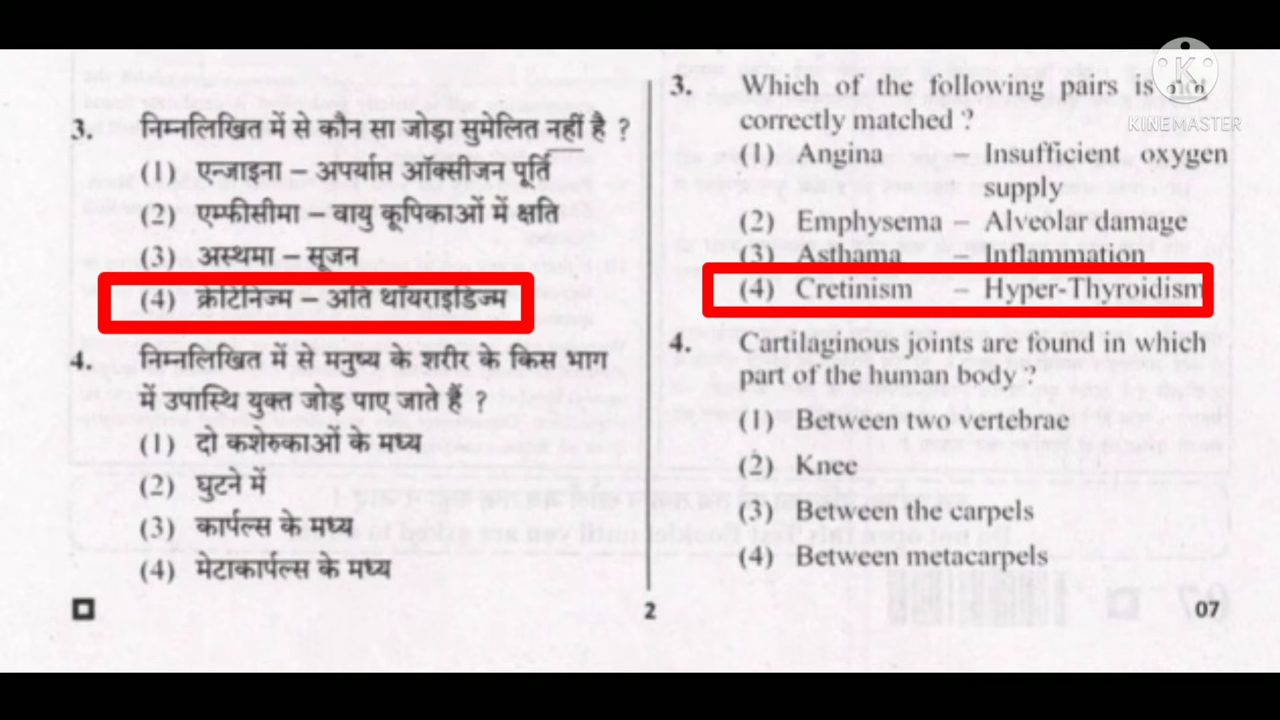 3. निम्नलिखित में से कौन सा जोड़ा सुमेलित नहीं है ?
(1) एन्जाइना – अपर्याप्त ऑक्सीजन पूर्ति
(2) एम्फीसीमा – वायु कूपिकाओं में क्षति
(3) अस्थमा – सूजन
(4) क्रेटिनिज्म – अति थॉयराइडिज्म
4. निम्नलिखित में से मनुष्य के शरीर के किस भाग
में उपास्थि युक्त जोड़ पाए जाते हैं ?
(1) दो कशेरुकाओं के मध्य
(2) घुटने में
(3) कार्पल्स के मध्य
(4) मेटाकार्पल्स के मध्य
3. Which of the following pairs is not
correctly matched ?
(1) Angina – Insufficient oxygen
supply
(2) Emphysema – Alveolar damage
(3) Asthama – Inflammation
(4) Cretinism – Hyper-Thyroidism
4. Cartilaginous joints are found in which
part of the human body ?
(1) Between two vertebrae
(2) Knee
(3) Between the carpels
(4) Between metacarpels
2
07
K
KINEMASTER